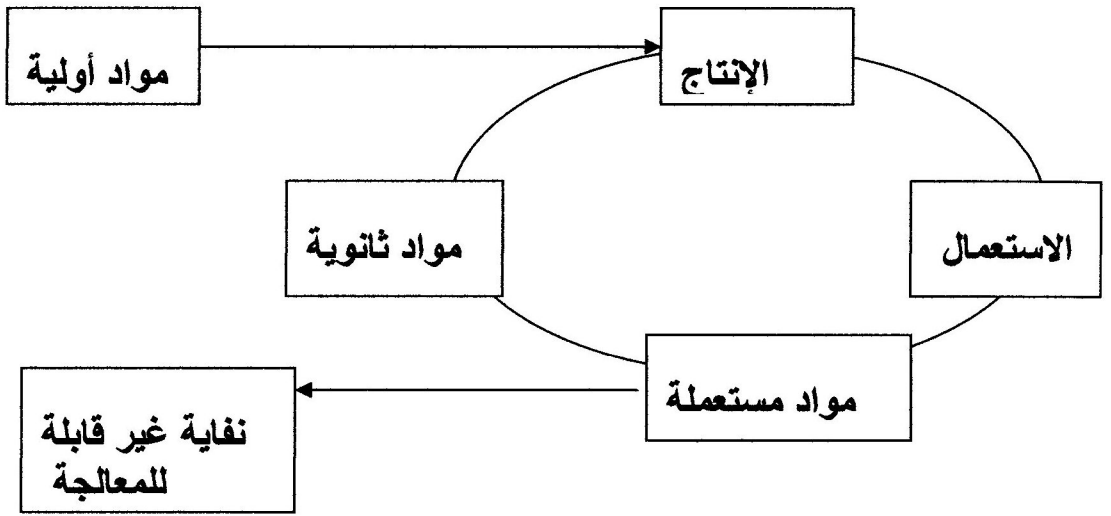 مواد أولية
الإنتاج
مواد ثانوية
الاستعمال
مواد مستعملة
نفاية غير قابلة
للمعالجة